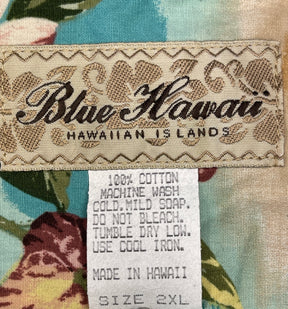 Blue Hawaii
HAWAIIAN ISLANDS
100% COTTON
MACHINE WASH
COLD. MILD SOAP.
DO NOT BLEACH.
TUMBLE DRY LOW.
USE COOL IRON.
MADE IN HAWAII
SIZE 2XL